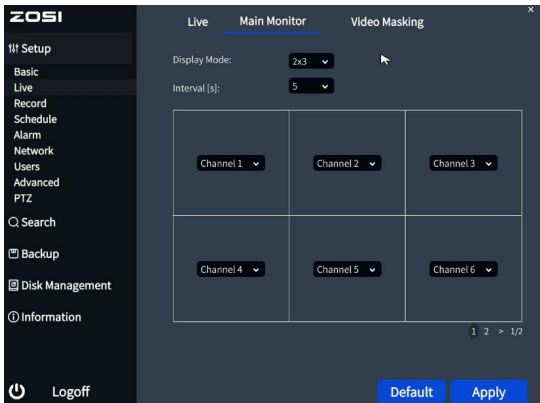 ZOSI
Live Main Monitor Video Masking
×
Setup
Basic
Live
Record
Schedule
Alarm
Network
Users
Advanced
PTZ
Search
Backup
Disk Management
Information
Logoff
Display Mode: 2x3
Interval [s]: 5
Channel 1 Channel 2 Channel 3
Channel 4 Channel 5 Channel 6
1 2 > 1/2
Default Apply